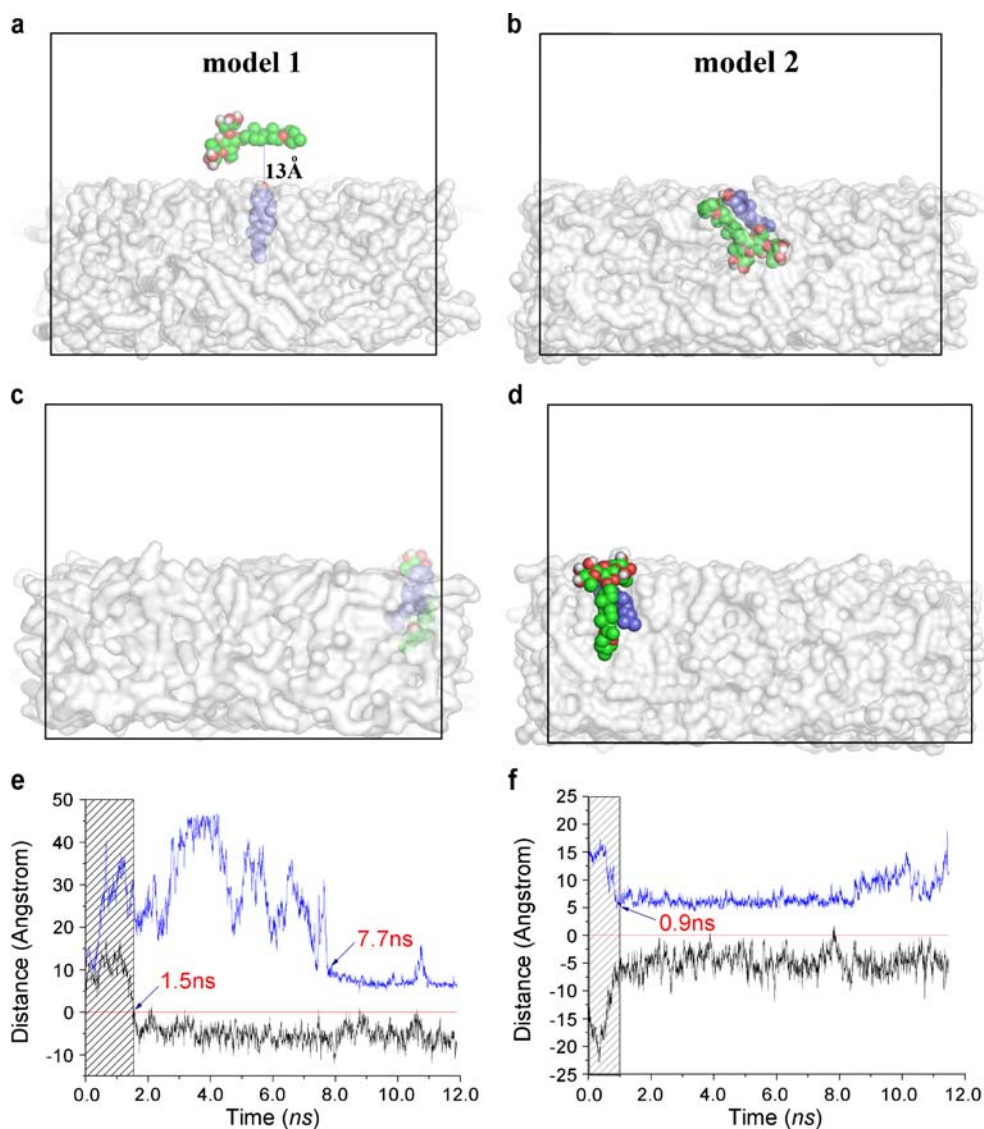 a
model 1
13Å
b
model 2
c
d
e
50
40
30
20
10
0
-10
Distance (Angstrom)
1.5ns
7.7ns
0.0 2.0 4.0 6.0 8.0 10.0 12.0
Time (ns)
f
25
20
15
10
5
0
-5
-10
-15
-20
-25
Distance (Angstrom)
0.9ns
0.0 2.0 4.0 6.0 8.0 10.0 12.0
Time (ns)